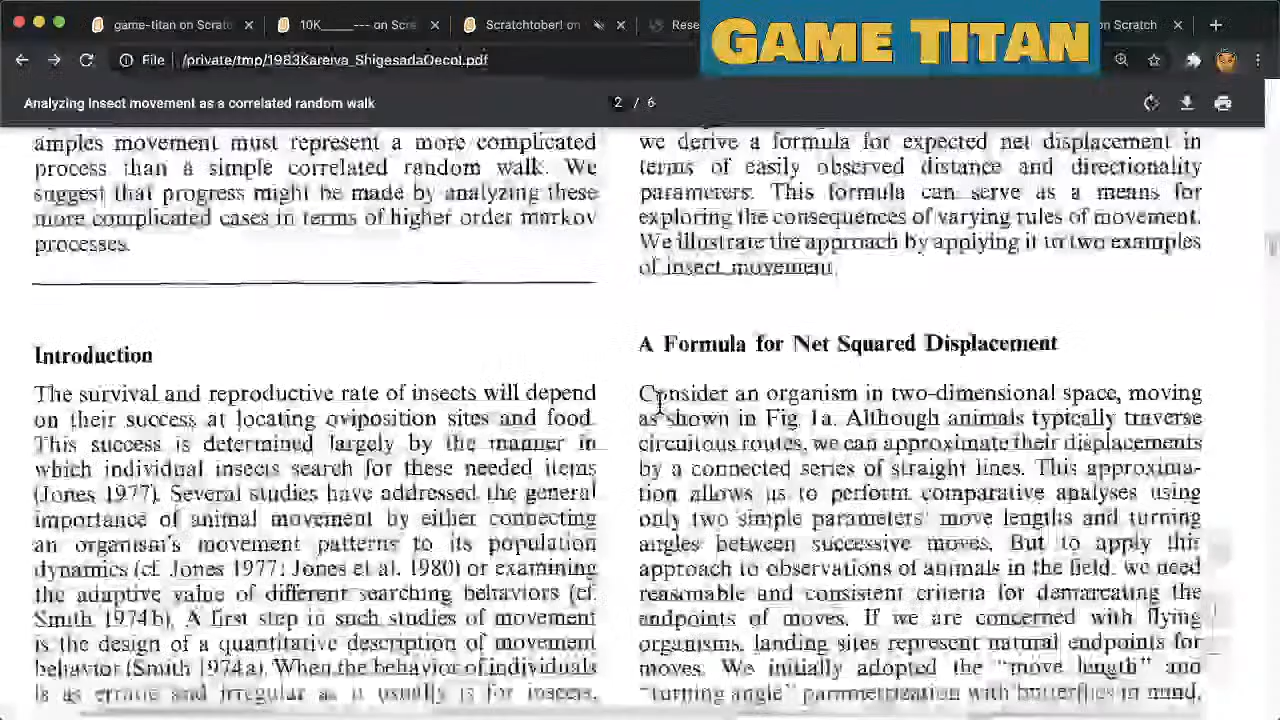 game-titan on Scratch
10K_____--- on Scra
Scratchtober! on
Rese
on Scratch
GAME TITAN
File
/private/tmp/1983Kareiva_ShigesadaOecol.pdf
Analyzing insect movement as a correlated random walk
2 / 6
amples movement must represent a more complicated
process than a simple correlated random walk. We
suggest that progress might be made by analyzing these
more complicated cases in terms of higher order markov
processes.
Introduction
The survival and reproductive rate of insects will depend
on their success at locating oviposition sites and food.
This success is determined largely by the manner in
which individual insects search for these needed items
(Jones 1977). Several studies have addressed the general
importance of animal movement by either connecting
an organism's movement patterns to its population
dynamics (cf. Jones 1977; Jones et al. 1980) or examining
the adaptive value of different searching behaviors (cf.
Smith 1974b). A first step in such studies of movement
is the design of a quantitative description of movement
behavior (Smith 1974a). When the behavior of individuals
is as erratic and irregular as it usually is for insects,
we derive a formula for expected net displacement in
terms of easily observed distance and directionality
parameters. This formula can serve as a means for
exploring the consequences of varying rules of movement.
We illustrate the approach by applying it to two examples
of insect movement.
A Formula for Net Squared Displacement
Consider an organism in two-dimensional space, moving
as shown in Fig. 1a. Although animals typically traverse
circuitous routes, we can approximate their displacements
by a connected series of straight lines. This approxima-
tion allows us to perform comparative analyses using
only two simple parameters: move lengths and turning
angles between successive moves. But to apply this
approach to observations of animals in the field, we need
reasonable and consistent criteria for demarcating the
endpoints of moves. If we are concerned with flying
organisms, landing sites represent natural endpoints for
moves. We initially adopted the "move length" and
"turning angle" parametrization with butterflies in mind,